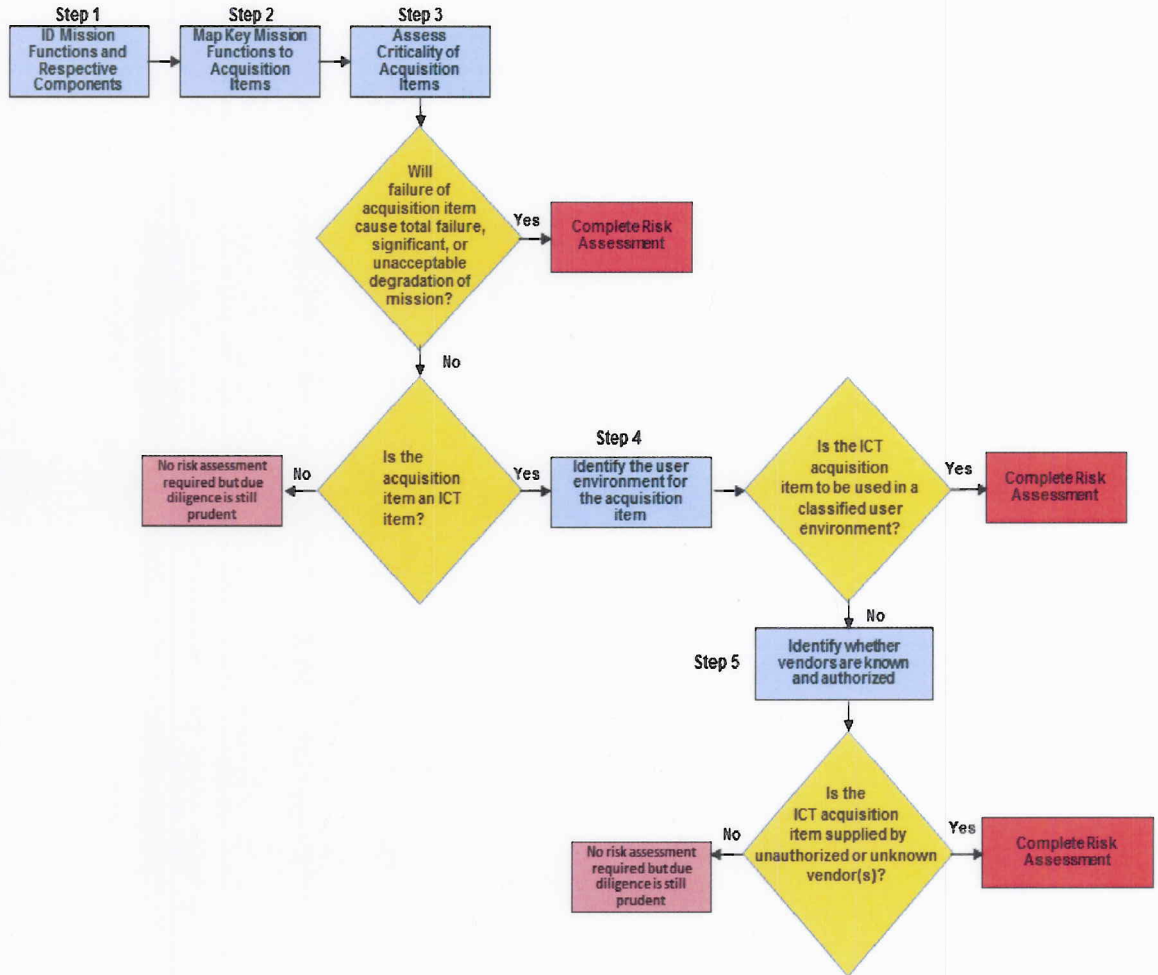 Step 1
Step 2
Step 3
ID Mission
Functions and
Respective
Components
Map Key Mission
Functions to
Acquisition
Items
Assess
Criticality of
Acquisition Items
Will
failure of
acquisition item
cause total failure,
significant, or
unacceptable
degradation of
mission?
Yes
Complete Risk
Assessment
No
Is the
acquisition
item an ICT
item?
No
No risk assessment
required but due
diligence is still
prudent
Yes
Step 4
Identify the user
environment for
the acquisition
item
Is the ICT
acquisition
item to be used in a
classified user
environment?
Yes
Complete Risk
Assessment
No
Step 5
Identify whether
vendors are known
and authorized
Is the
ICT acquisition
item supplied by
unauthorized or unknown
vendor(s)?
No
No risk assessment
required but due
diligence is still
prudent
Yes
Complete Risk
Assessment